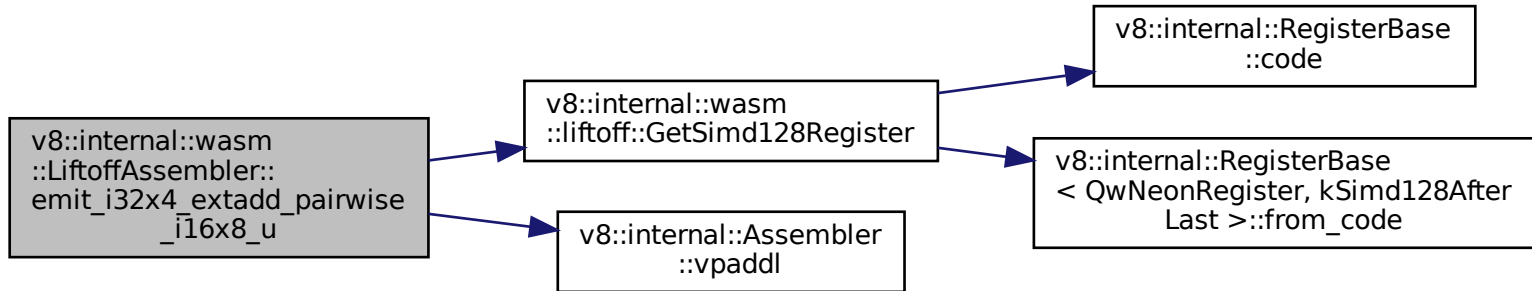 v8::internal::wasm
::LiftoffAssembler::
emit_i32x4_extadd_pairwise
_i16x8_u
v8::internal::wasm
::liftoff::GetSimd128Register
v8::internal::Assembler
::vpaddl
v8::internal::RegisterBase
::code
v8::internal::RegisterBase
< QwNeonRegister, kSimd128After
Last >::from_code